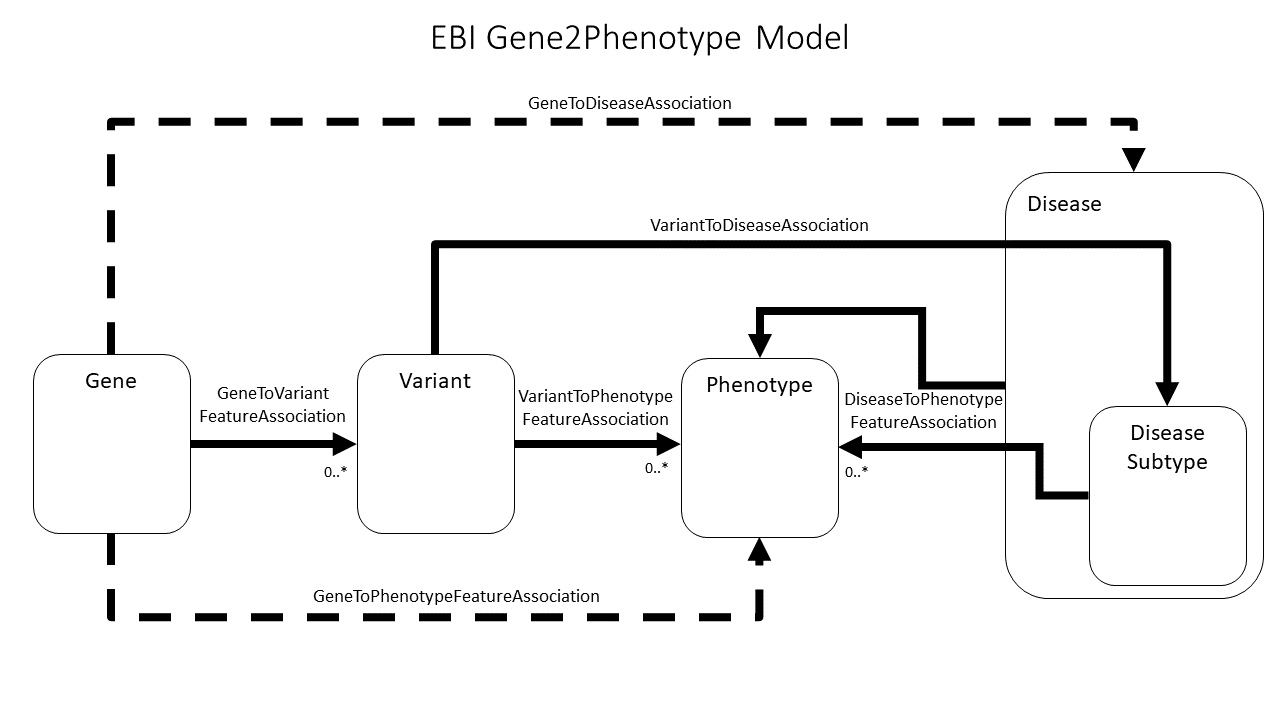 EBI Gene2Phenotype Model
GeneToDiseaseAssociation
Disease
VariantToDiseaseAssociation
Gene
GeneToVariant
FeatureAssociation
0..*
Variant
VariantToPhenotype
FeatureAssociation
0..*
Phenotype
DiseaseToPhenotype
FeatureAssociation
0..*
Disease
Subtype
GeneToPhenotypeFeatureAssociation